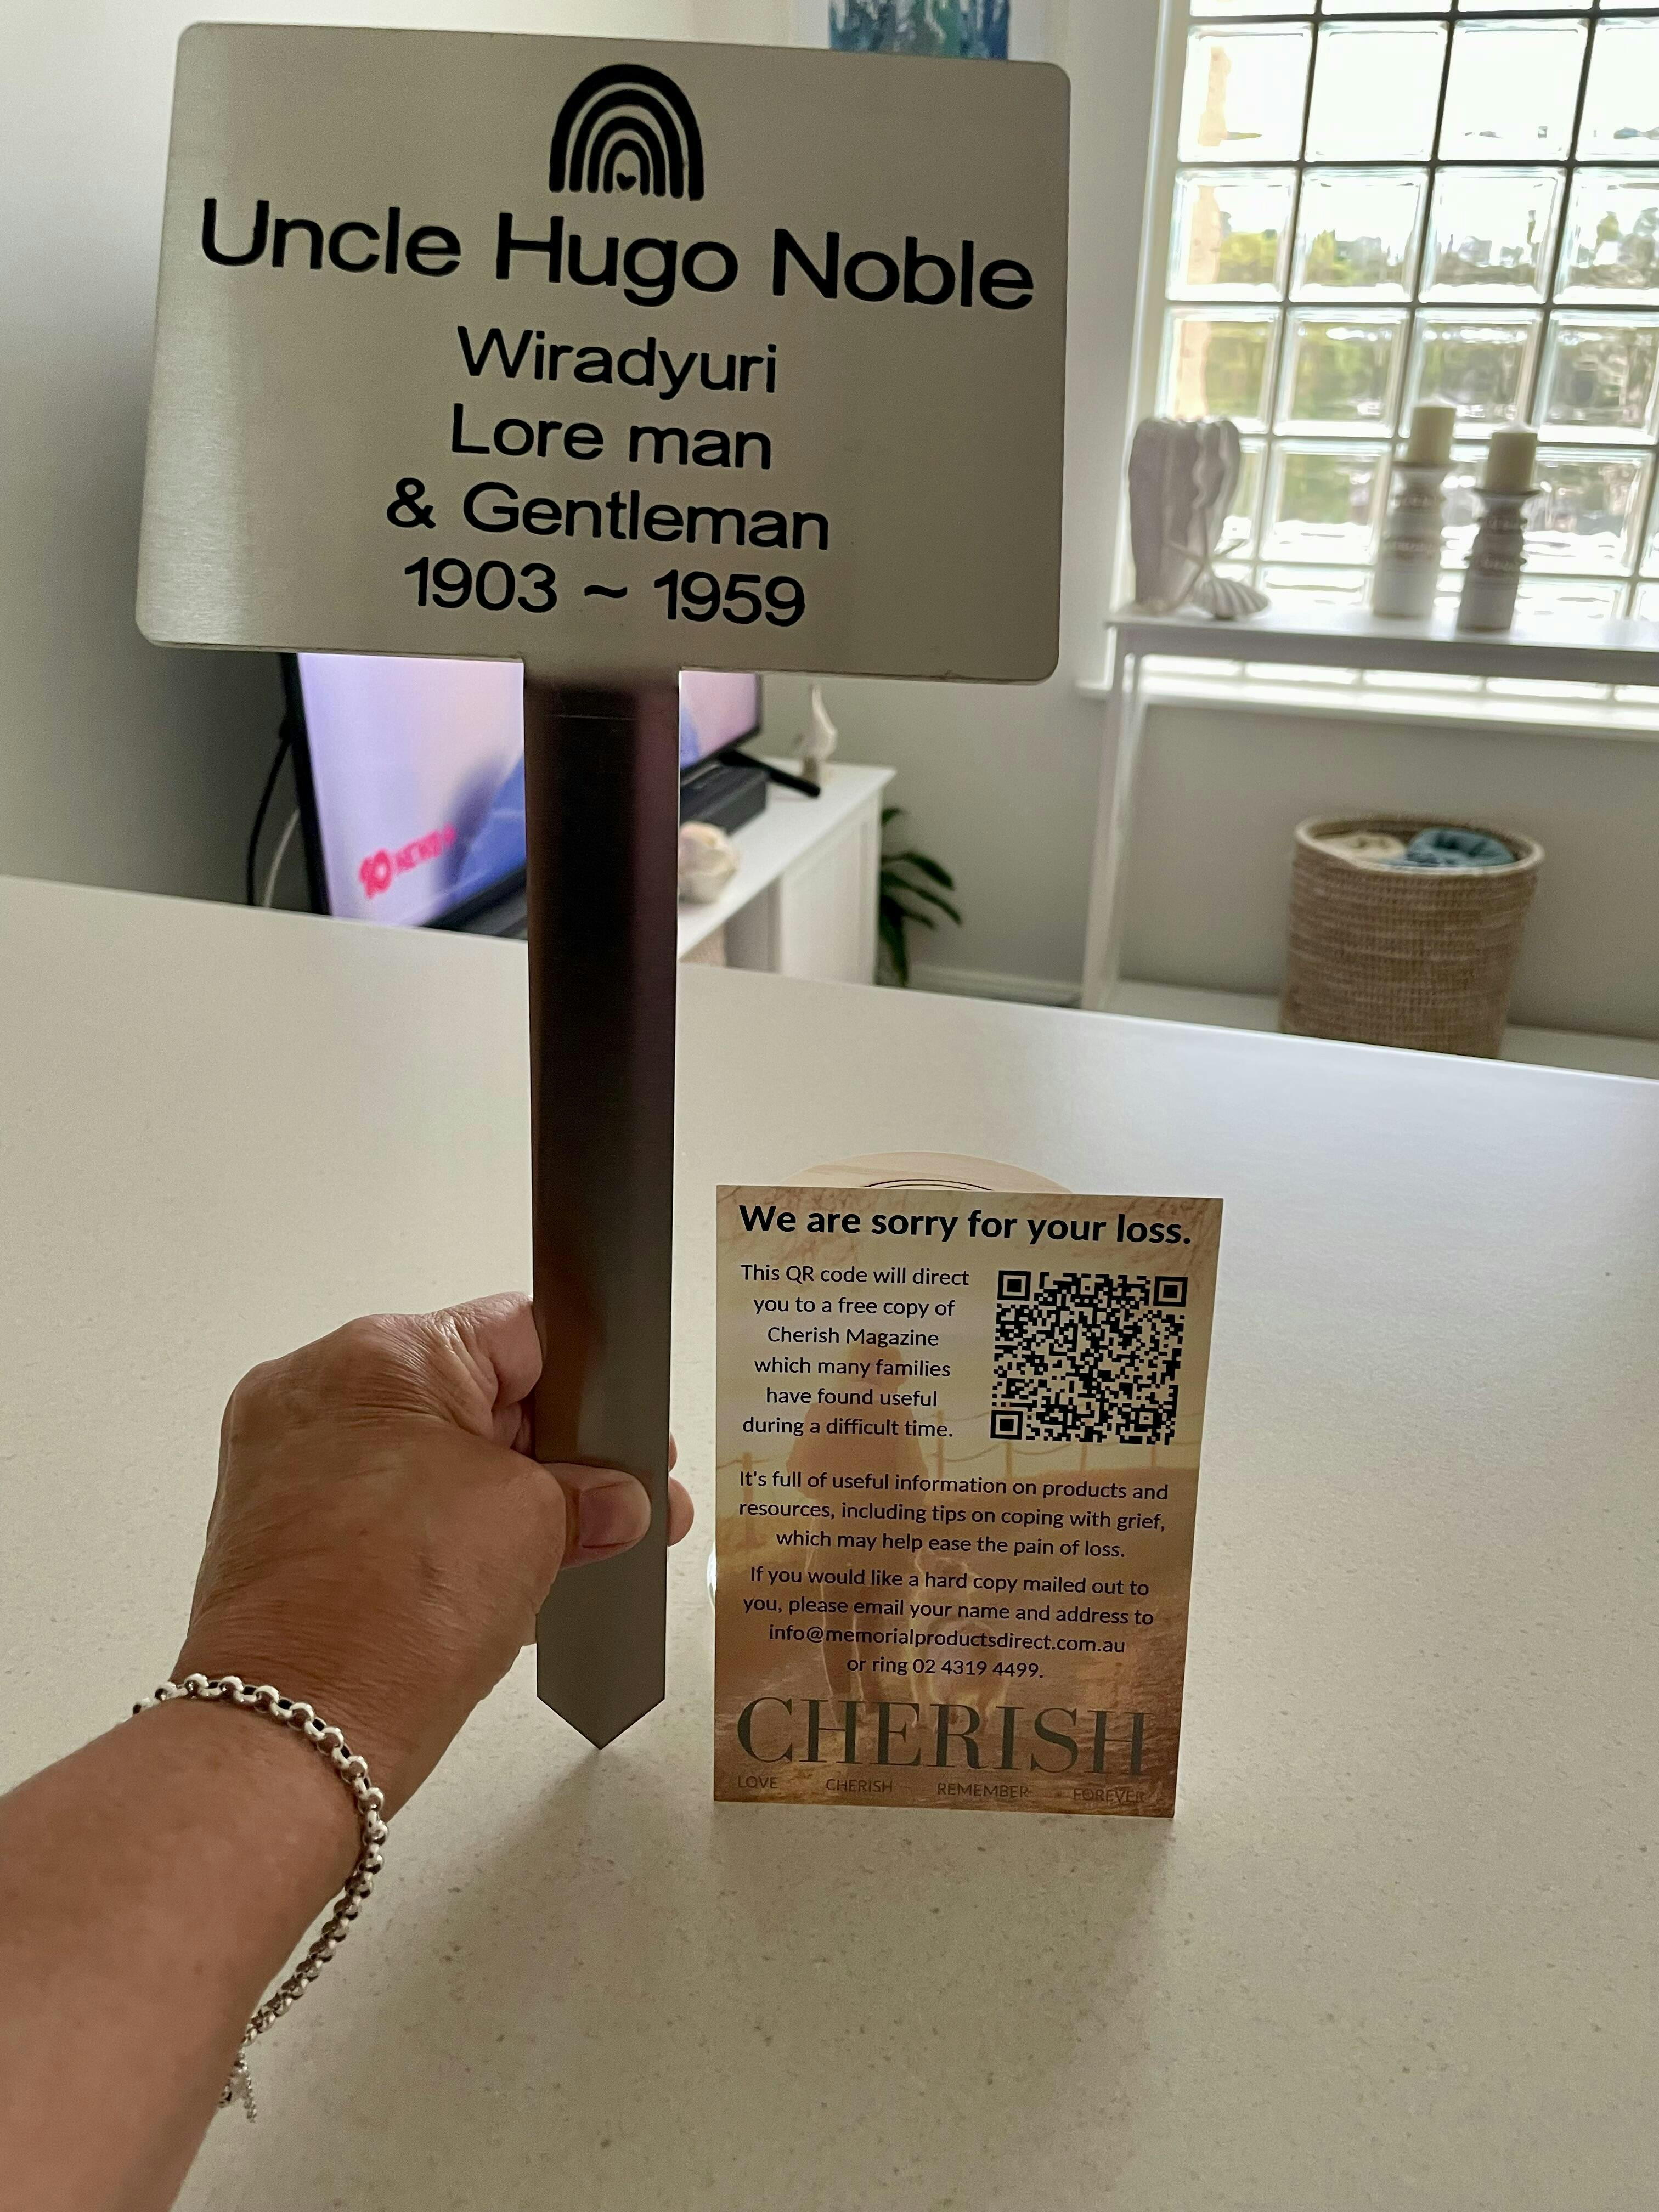 Uncle Hugo Noble
Wiradyuri
Lore man
& Gentleman
1903 ~ 1959
10 NEWS+
We are sorry for your loss.
This QR code will direct
you to a free copy of
Cherish Magazine
which many families
have found useful
during a difficult time.
It's full of useful information on products and
resources, including tips on coping with grief,
which may help ease the pain of loss.
If you would like a hard copy mailed out to
you, please email your name and address to
info@memorialproductsdirect.com.au
or ring 02 4319 4499.
CHERISH
LOVE CHERISH REMEMBER FOREVER